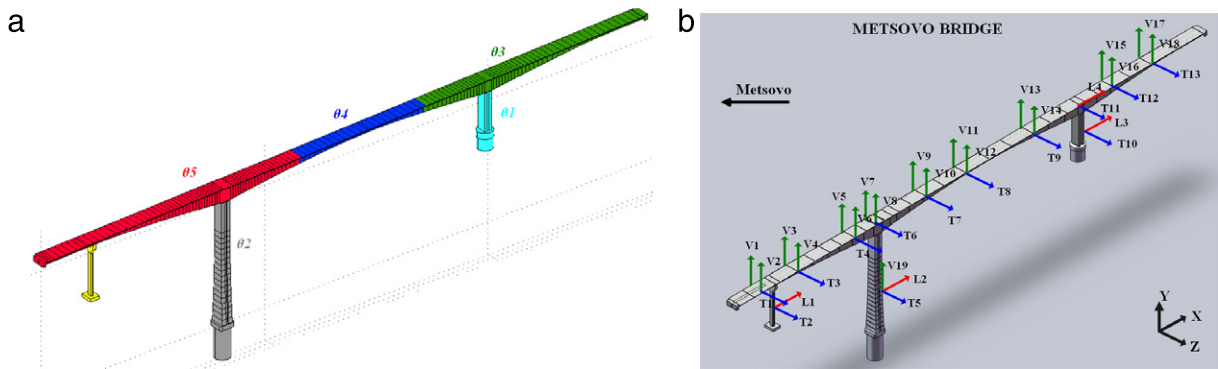 a
θ3
θ4
θ1
θ5
θ2
b
METSOVO BRIDGE
Metsovo
V17
V15
V18
V16
T13
L4
V13
T12
V14
T11
L3
V11
T10
V12
T9
V9
V10
T8
V7
V5
V8
T7
V6
T6
V3
T4
V4
V1
V19
V2
T3
L2
T1
L1
T5
T2
Y
X
Z